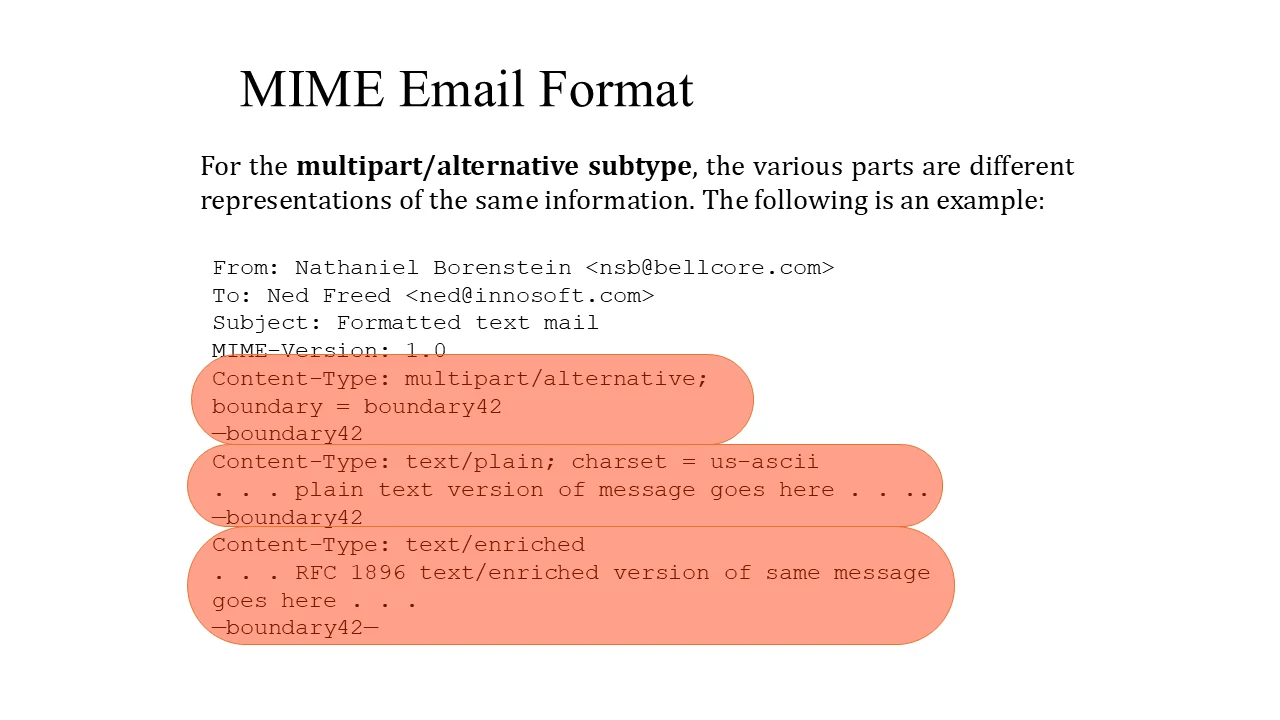 MIME Email Format
For the multipart/alternative subtype, the various parts are different
representations of the same information. The following is an example:
From: Nathaniel Borenstein <nsb@bellcore.com>
To: Ned Freed <ned@innosoft.com>
Subject: Formatted text mail
MIME-Version: 1.0
Content-Type: multipart/alternative;
boundary = boundary42
—boundary42
Content-Type: text/plain; charset = us-ascii
. . . plain text version of message goes here . . ..
—boundary42
Content-Type: text/enriched
. . . RFC 1896 text/enriched version of same message
goes here . . .
—boundary42—